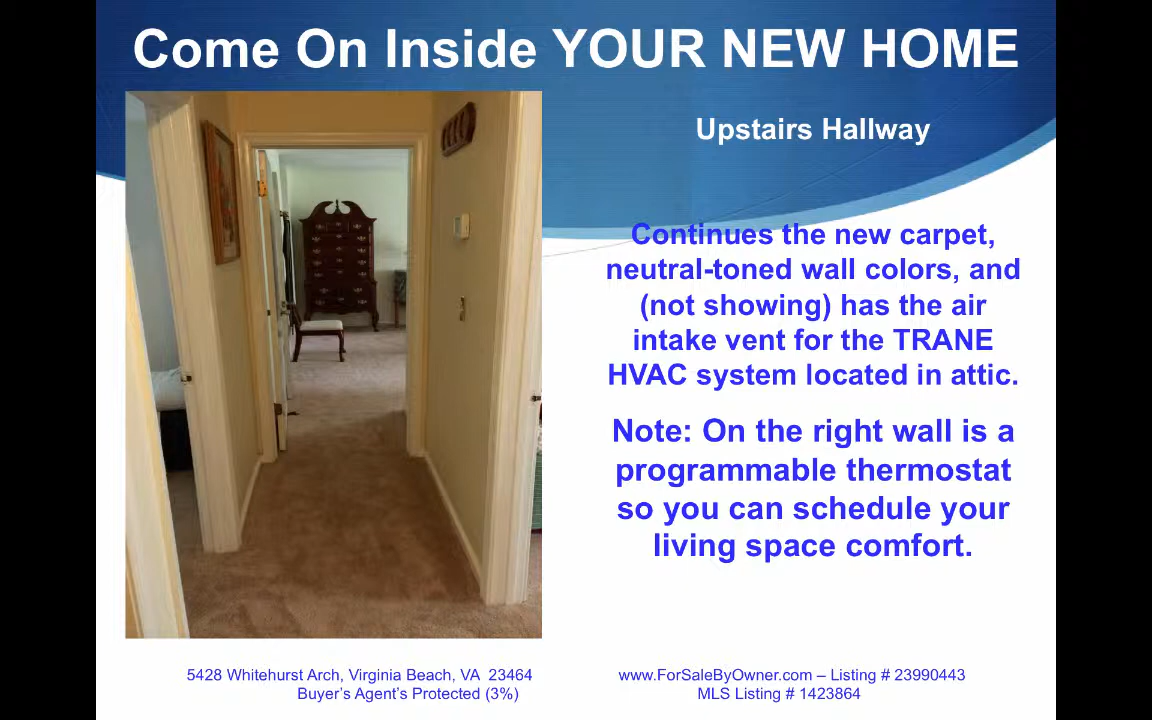 Come On Inside YOUR NEW HOME
Upstairs Hallway
Continues the new carpet,
neutral-toned wall colors, and
(not showing) has the air
intake vent for the TRANE
HVAC system located in attic.
Note: On the right wall is a
programmable thermostat
so you can schedule your
living space comfort.
5428 Whitehurst Arch, Virginia Beach, VA  23464
Buyer's Agent's Protected (3%)
www.ForSaleByOwner.com – Listing # 23990443
MLS Listing # 1423864